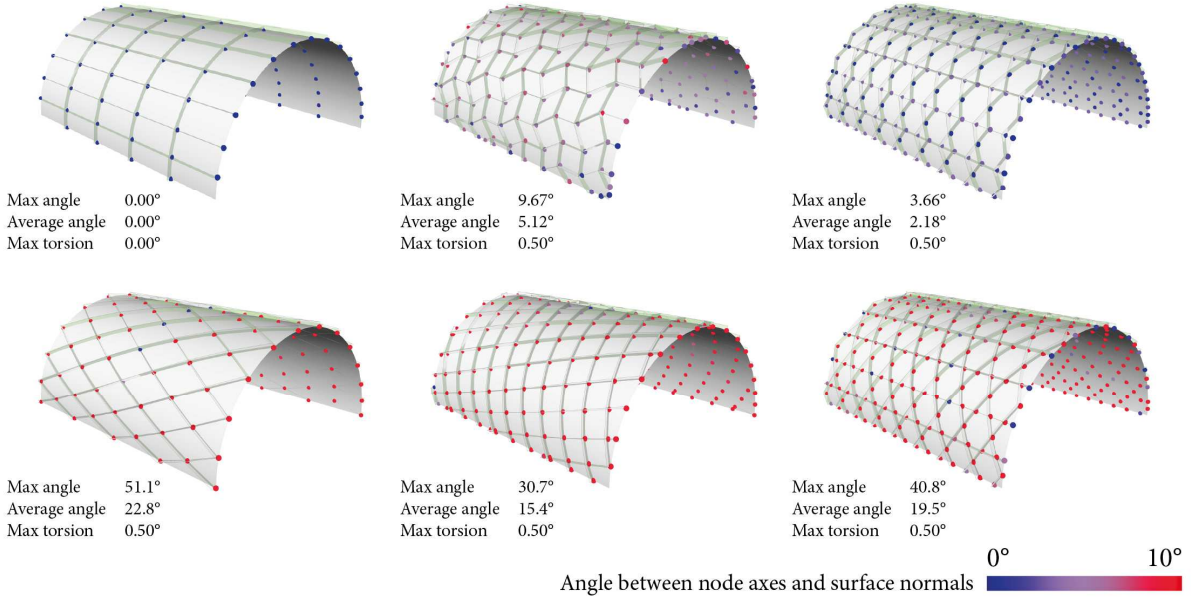 Max angle 0.00°
Average angle 0.00°
Max torsion 0.00°
Max angle 9.67°
Average angle 5.12°
Max torsion 0.50°
Max angle 3.66°
Average angle 2.18°
Max torsion 0.50°
Max angle 51.1°
Average angle 22.8°
Max torsion 0.50°
Max angle 30.7°
Average angle 15.4°
Max torsion 0.50°
Max angle 40.8°
Average angle 19.5°
Max torsion 0.50°
0° 10°
Angle between node axes and surface normals